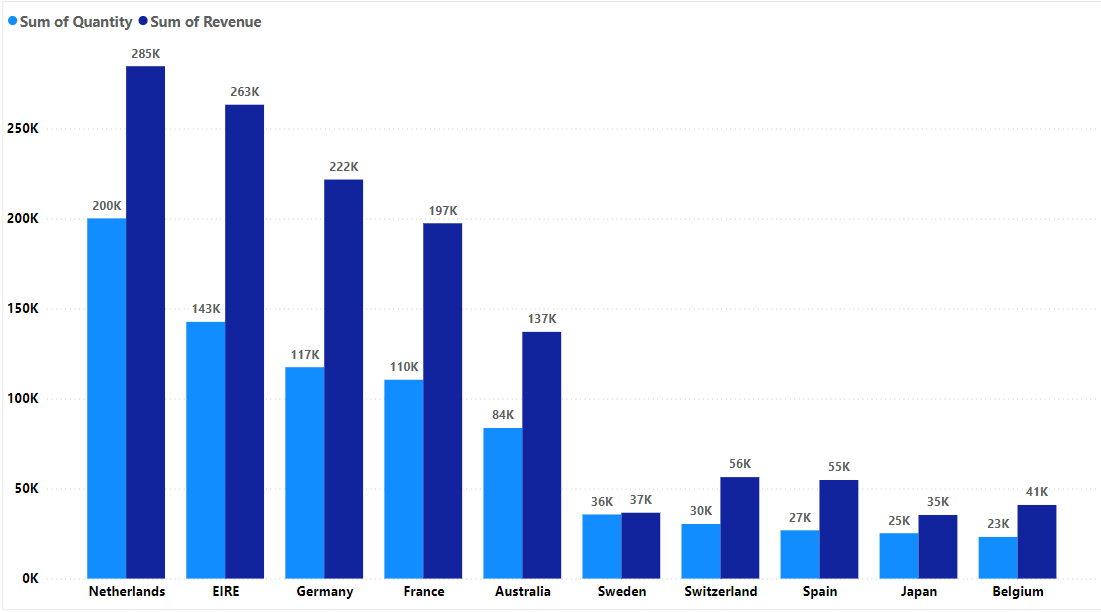 Sum of Quantity Sum of Revenue
285K
263K
250K
222K
200K 200K 197K
150K 143K 137K
117K 110K
100K
84K
56K 55K
50K
36K 37K 30K 27K 25K 35K 23K 41K
0K
Netherlands EIRE Germany France Australia Sweden Switzerland Spain Japan Belgium